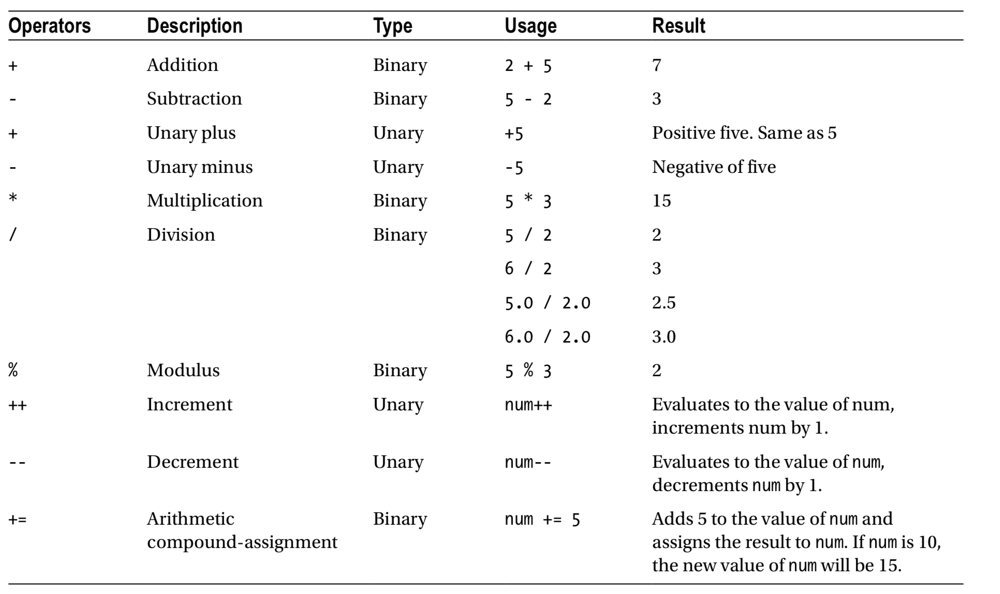 Operators Description Type Usage Result
+ Addition Binary 2 + 5 7
- Subtraction Binary 5 - 2 3
+ Unary plus Unary +5 Positive five. Same as 5
- Unary minus Unary -5 Negative of five
* Multiplication Binary 5 * 3 15
/ Division Binary 5 / 2 2
6 / 2 3
5.0 / 2.0 2.5
6.0 / 2.0 3.0
% Modulus Binary 5 % 3 2
++ Increment Unary num++ Evaluates to the value of num,
increments num by 1.
-- Decrement Unary num-- Evaluates to the value of num,
decrements num by 1.
+= Arithmetic Binary num += 5 Adds 5 to the value of num and
compound-assignment assigns the result to num. If num is 10,
the new value of num will be 15.